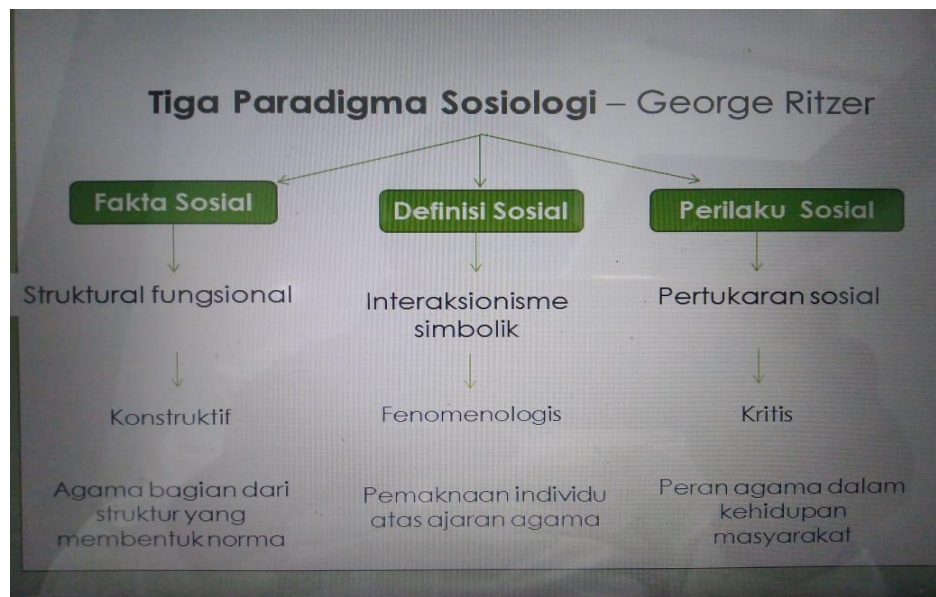 Tiga Paradigma Sosiologi – George Ritzer
Fakta Sosial
Definisi Sosial
Perilaku Sosial
Struktural fungsional
Interaksionisme
simbolik
Pertukaran sosial
Konstruktif
Fenomenologis
Kritis
Agama bagian dari
struktur yang
membentuk norma
Pemaknaan individu
atas ajaran agama
Peran agama dalam
kehidupan
masyarakat